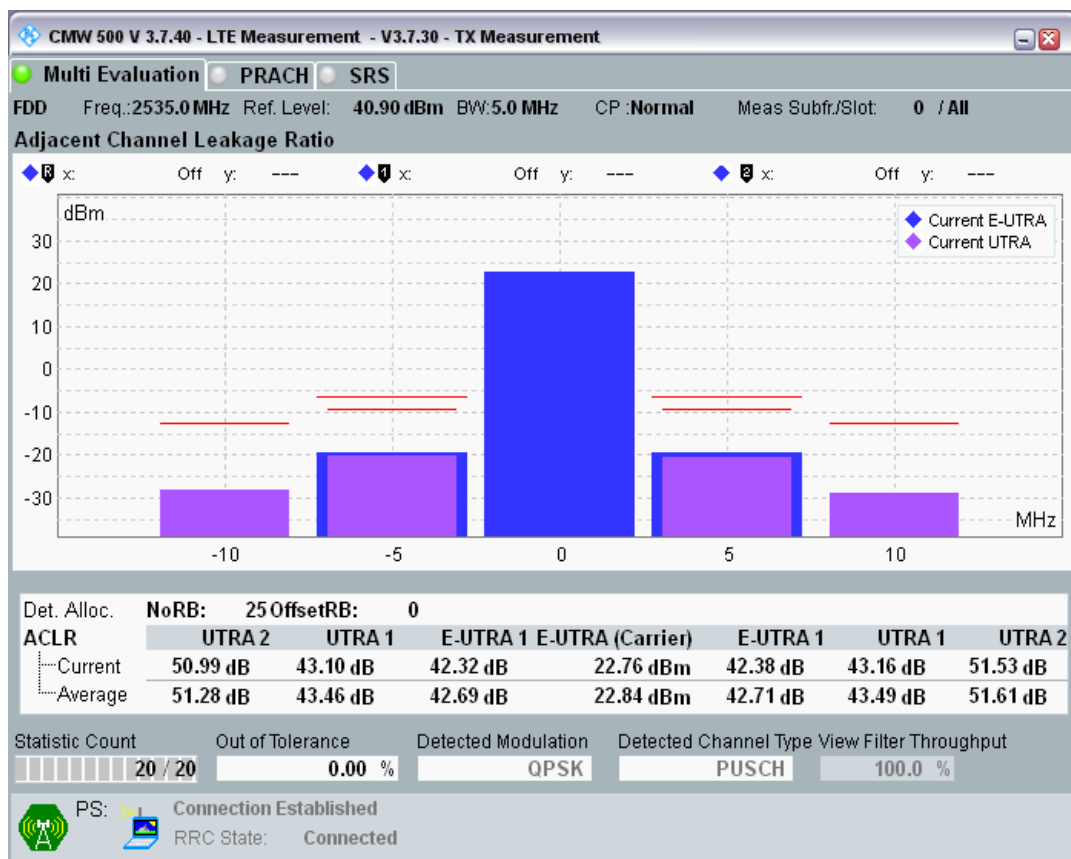 CMW 500 V 3.7.40 - LTE Measurement - V3.7.30 - TX Measurement
Multi Evaluation PRACH SRS
FDD Freq.:2535.0 MHz Ref. Level: 40.90 dBm BW:5.0 MHz CP :Normal Meas Subfr./Slot: 0 / All
Adjacent Channel Leakage Ratio
R x: Off y: --- 1 x: Off y: --- 2 x: Off y: ---
dBm
Current E-UTRA
Current UTRA
30
20
10
0
-10
-20
-30
MHz
-10 -5 0 5 10
Det. Alloc. NoRB: 25 OffsetRB: 0
ACLR UTRA 2 UTRA 1 E-UTRA 1 E-UTRA (Carrier) E-UTRA 1 UTRA 1 UTRA 2
Current 50.99 dB 43.10 dB 42.32 dB 22.76 dBm 42.38 dB 43.16 dB 51.53 dB
Average 51.28 dB 43.46 dB 42.69 dB 22.84 dBm 42.71 dB 43.49 dB 51.61 dB
Statistic Count Out of Tolerance Detected Modulation Detected Channel Type View Filter Throughput
20 / 20 0.00 % QPSK PUSCH 100.0 %
PS: Connection Established
RRC State: Connected